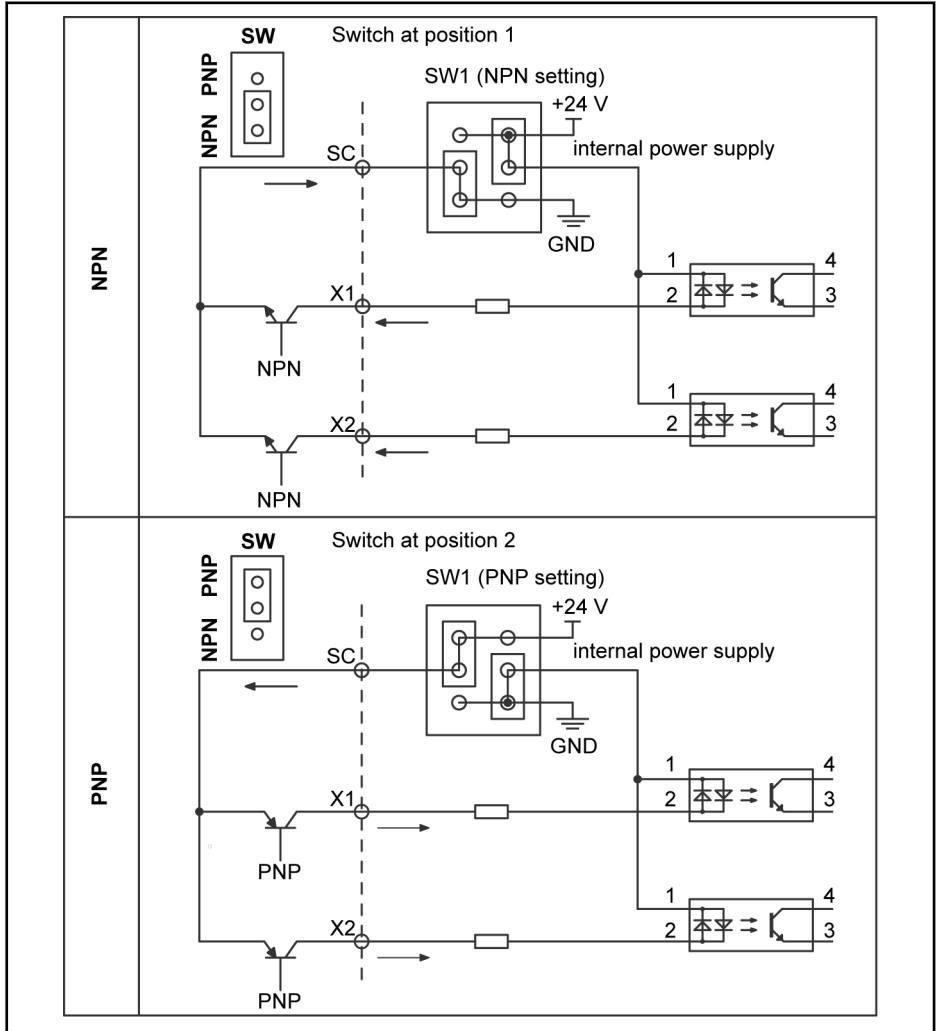 NPN
SW
Switch at position 1
NPN PNP
SW1 (NPN setting)
+24 V
internal power supply
SC
GND
1
4
X1
2
3
NPN
1
4
X2
2
3
NPN
PNP
SW
Switch at position 2
NPN PNP
SW1 (PNP setting)
+24 V
internal power supply
SC
GND
1
4
X1
2
3
PNP
1
4
X2
2
3
PNP